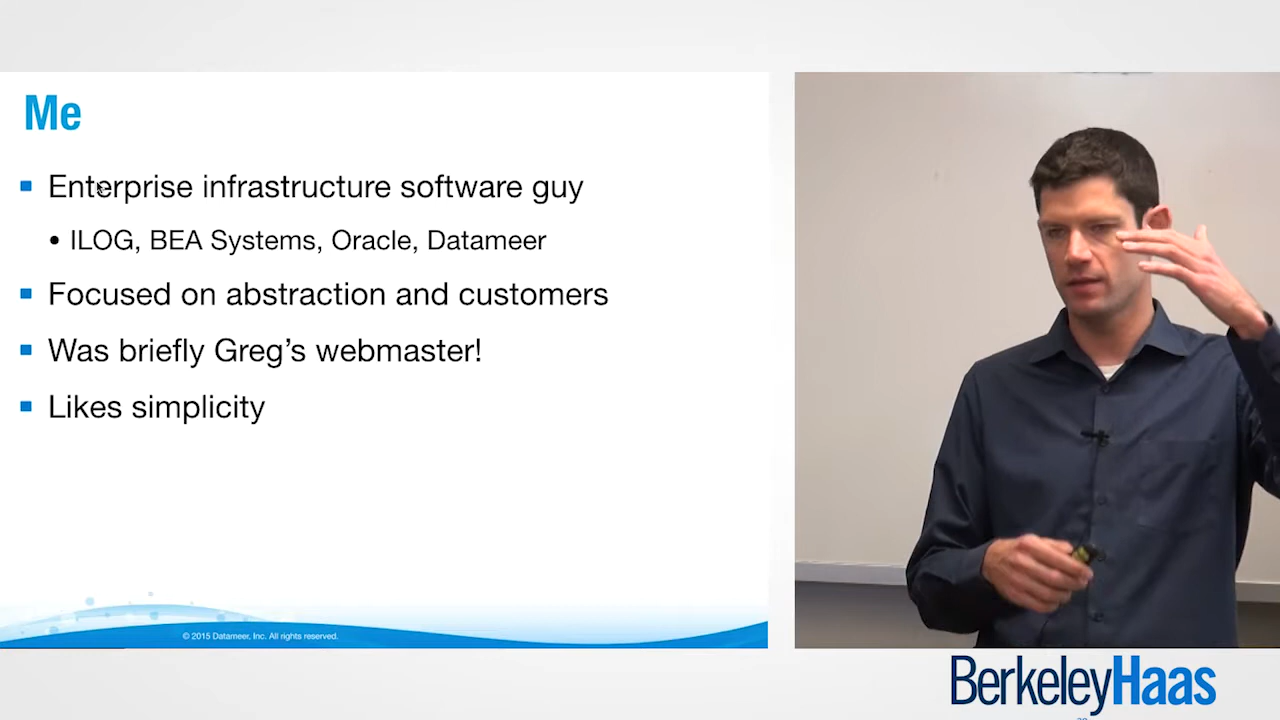 Me
Enterprise infrastructure software guy
ILOG, BEA Systems, Oracle, Datameer
Focused on abstraction and customers
Was briefly Greg’s webmaster!
Likes simplicity
© 2015 Datameer, Inc. All rights reserved.
BerkeleyHaas